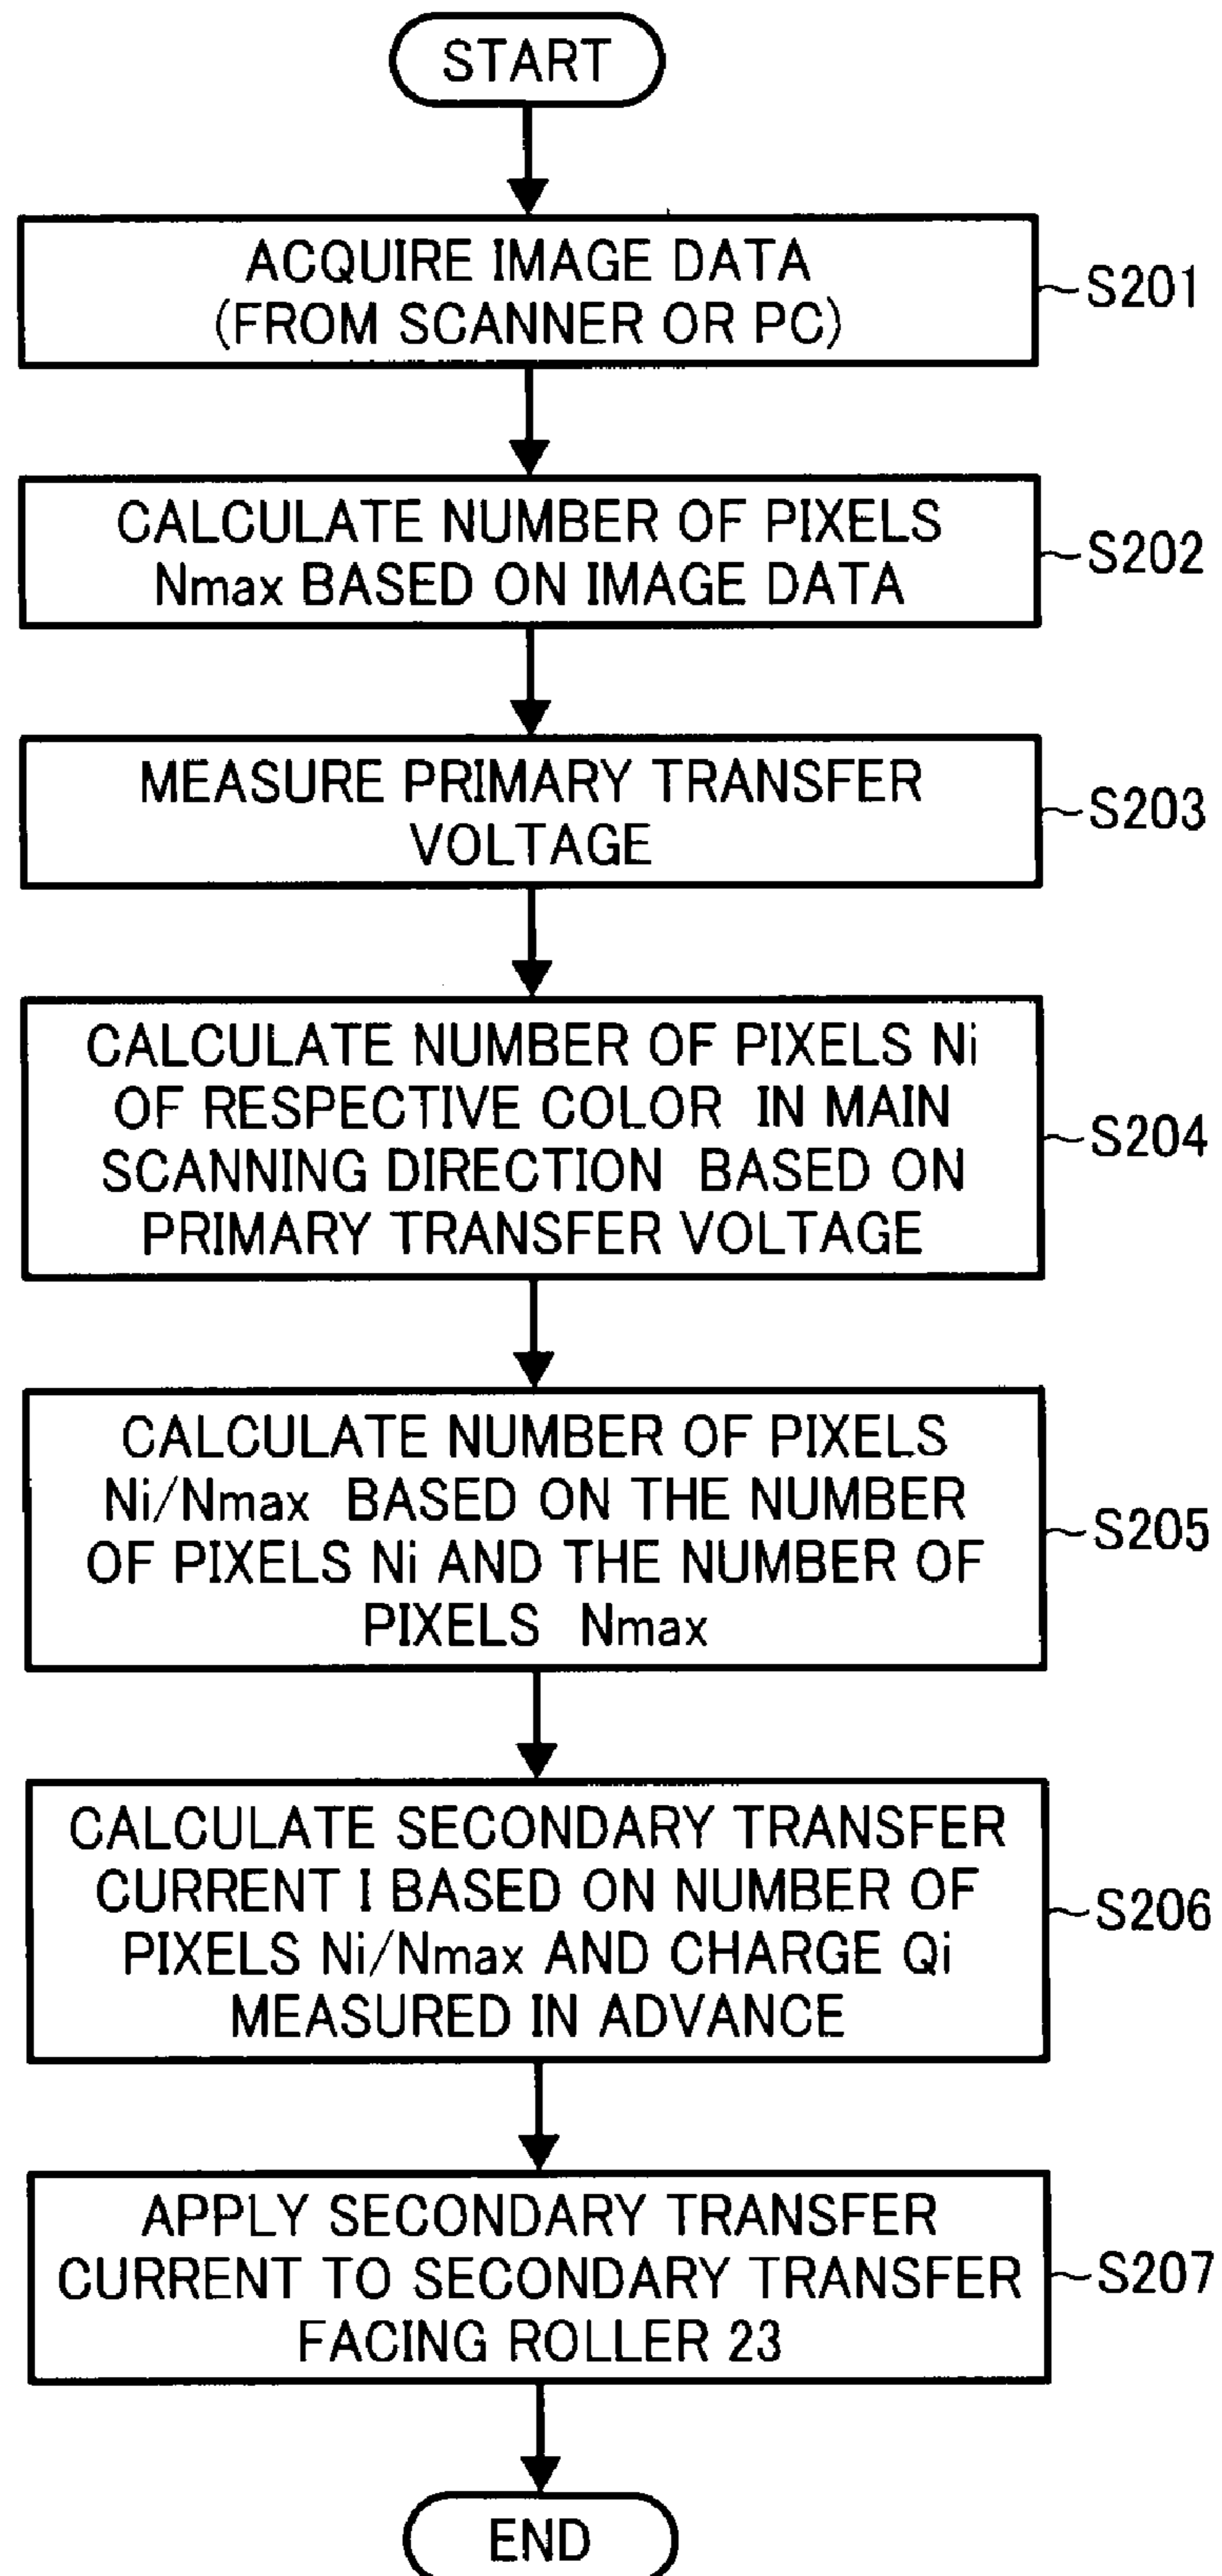 START
ACQUIRE IMAGE DATA
(FROM SCANNER OR PC)
S201
CALCULATE NUMBER OF PIXELS
Nmax BASED ON IMAGE DATA
S202
MEASURE PRIMARY TRANSFER
VOLTAGE
S203
CALCULATE NUMBER OF PIXELS Ni
OF RESPECTIVE COLOR IN MAIN
SCANNING DIRECTION BASED ON
PRIMARY TRANSFER VOLTAGE
S204
CALCULATE NUMBER OF PIXELS
Ni/Nmax BASED ON THE NUMBER
OF PIXELS Ni AND THE NUMBER OF
PIXELS Nmax
S205
CALCULATE SECONDARY TRANSFER
CURRENT I BASED ON NUMBER OF
PIXELS Ni/Nmax AND CHARGE Qi
MEASURED IN ADVANCE
S206
APPLY SECONDARY TRANSFER
CURRENT TO SECONDARY TRANSFER
FACING ROLLER 23
S207
END